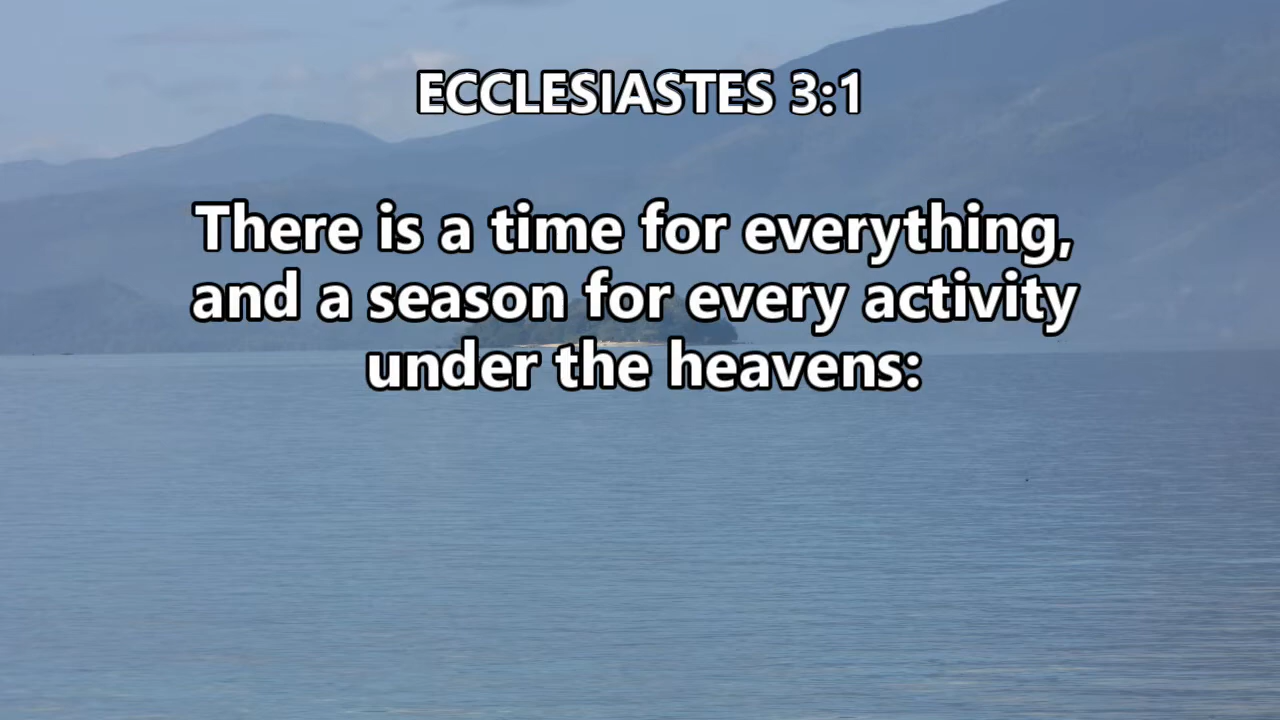 ECCLESIASTES 3:1
There is a time for everything,
and a season for every activity
under the heavens: